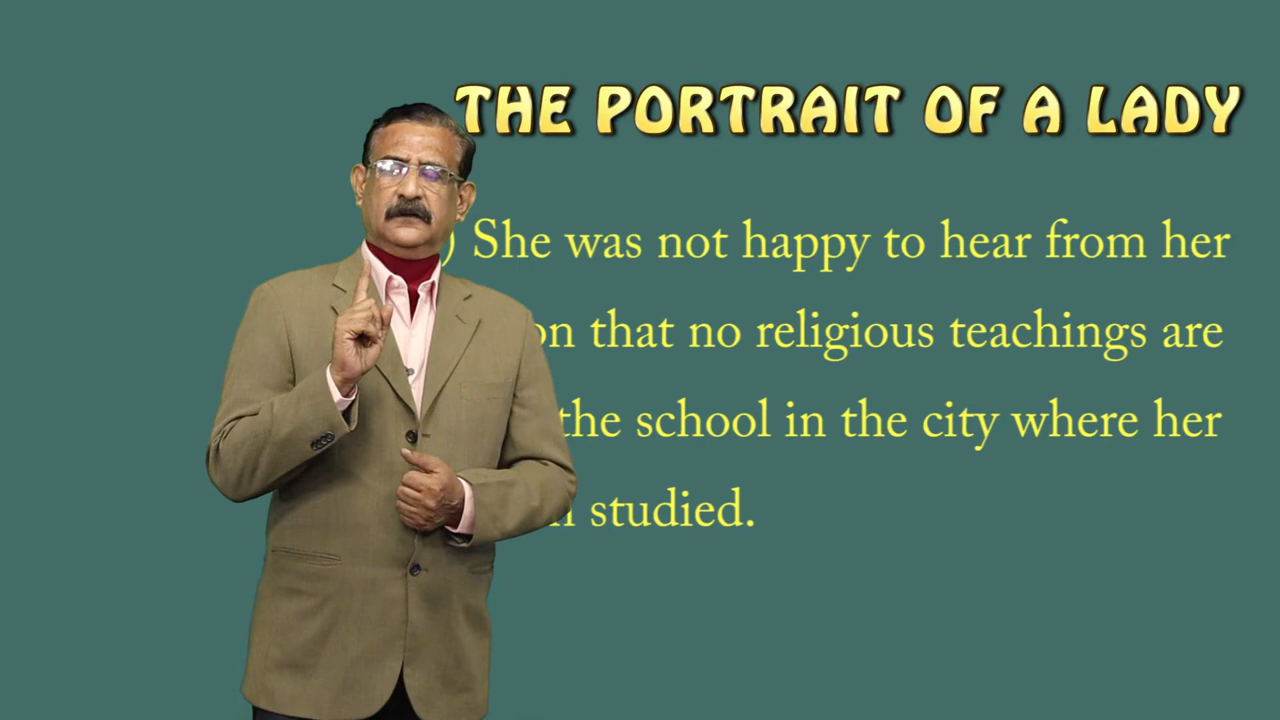 THE PORTRAIT OF A LADY
) She was not happy to hear from her
that no religious teachings are
the school in the city where her
studied.